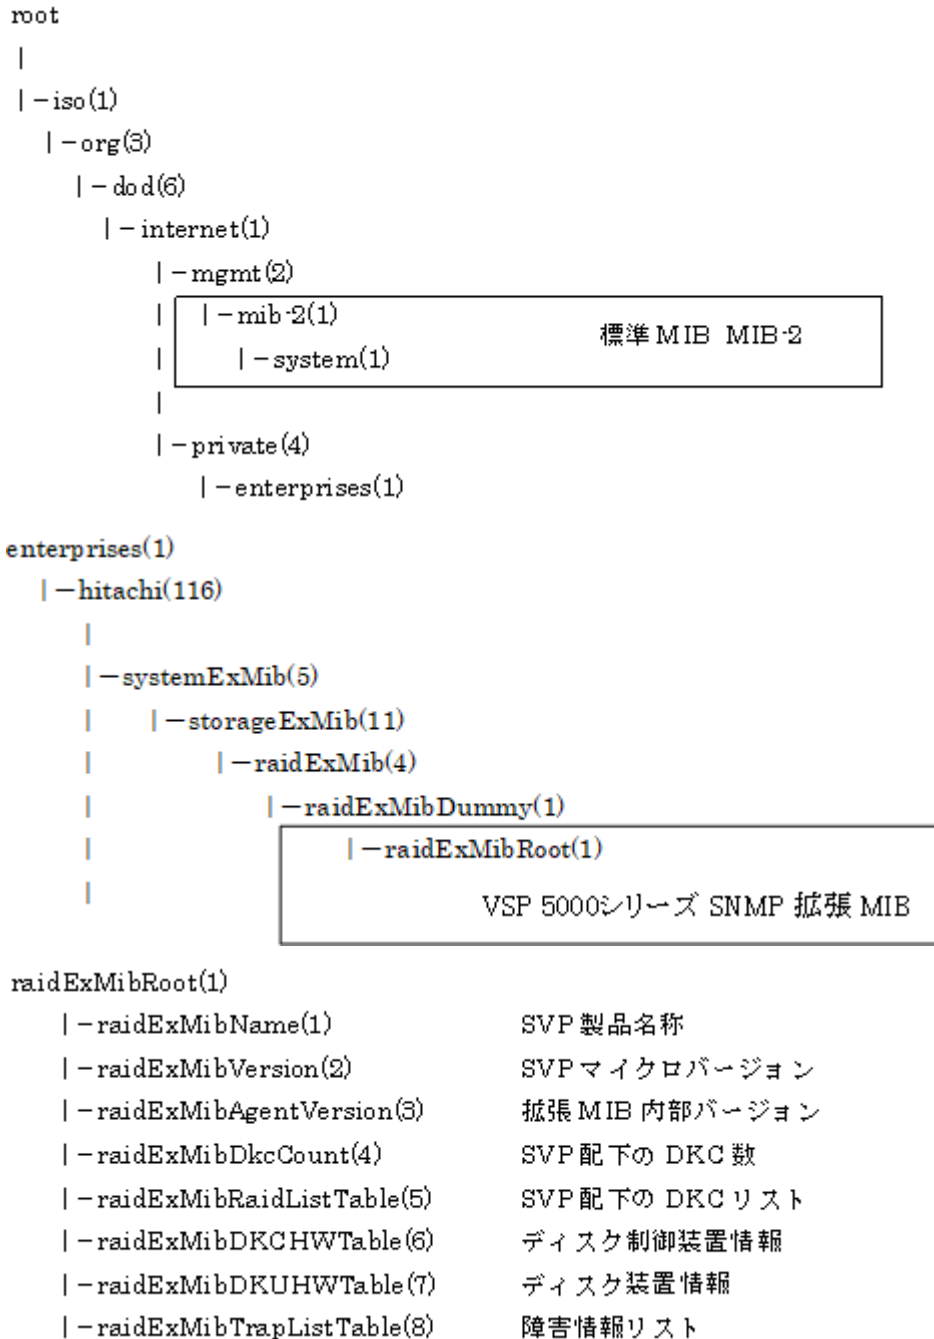 root
|
|－iso(1)
|－org(3)
|－dod(6)
|－internet(1)
|－mgmt(2)
| |－mib-2(1) 標準 MIB MIB-2
| |－system(1)
|
|－private(4)
|－enterprises(1)
enterprises(1)
|－hitachi(116)
|
|－systemExMib(5)
| |－storageExMib(11)
| |－raidExMib(4)
| |－raidExMibDummy(1)
| |－raidExMibRoot(1)
| VSP 5000シリーズ SNMP 拡張 MIB
raidExMibRoot(1)
|－raidExMibName(1) SVP 製品名称
|－raidExMibVersion(2) SVP マイクロバージョン
|－raidExMibAgentVersion(3) 拡張 MIB 内部バージョン
|－raidExMibDkcCount(4) SVP 配下の DKC 数
|－raidExMibRaidListTable(5) SVP 配下の DKC リスト
|－raidExMibDKCHWTable(6) ディスク制御装置情報
|－raidExMibDKUHWTable(7) ディスク装置情報
|－raidExMibTrapListTable(8) 障害情報リスト